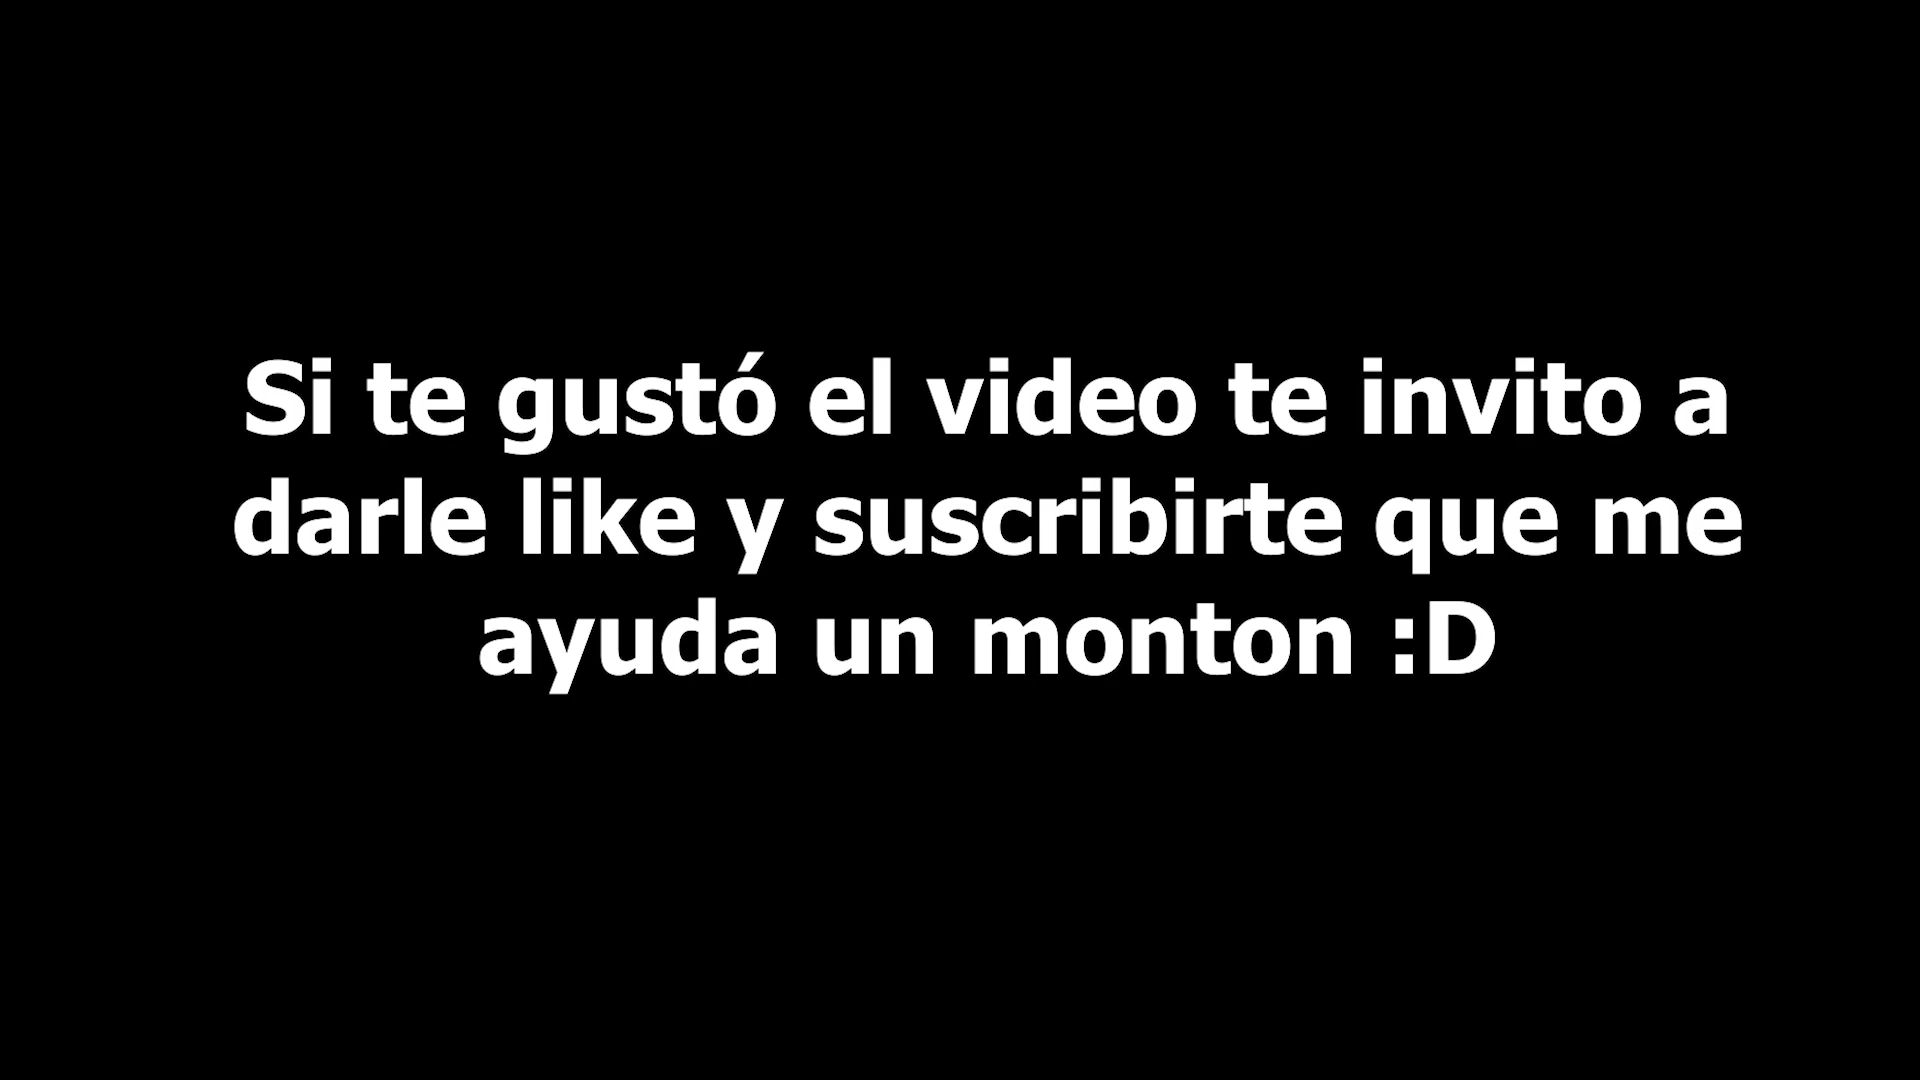 Si te gustó el video te invito a
darle like y suscribirte que me
ayuda un monton :D